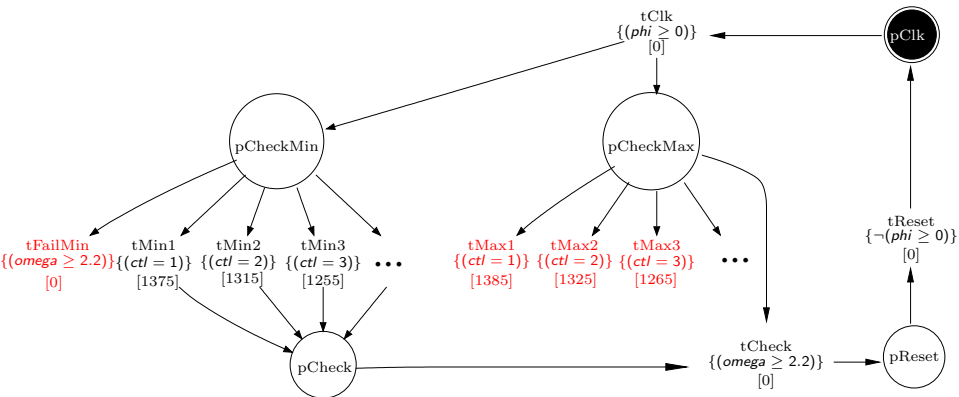 tClk
{(phi ≥ 0)}
[0]
pClk
pCheckMin
pCheckMax
tReset
{¬(phi ≥ 0)}
[0]
tFailMin
{(omega ≥ 2.2)}
[0]
tMin1
{(ctl = 1)}
[1375]
tMin2
{(ctl = 2)}
[1315]
tMin3
{(ctl = 3)}
[1255]
•••
tMax1
{(ctl = 1)}
[1385]
tMax2
{(ctl = 2)}
[1325]
tMax3
{(ctl = 3)}
[1265]
•••
pCheck
tCheck
{(omega ≥ 2.2)}
[0]
pReset